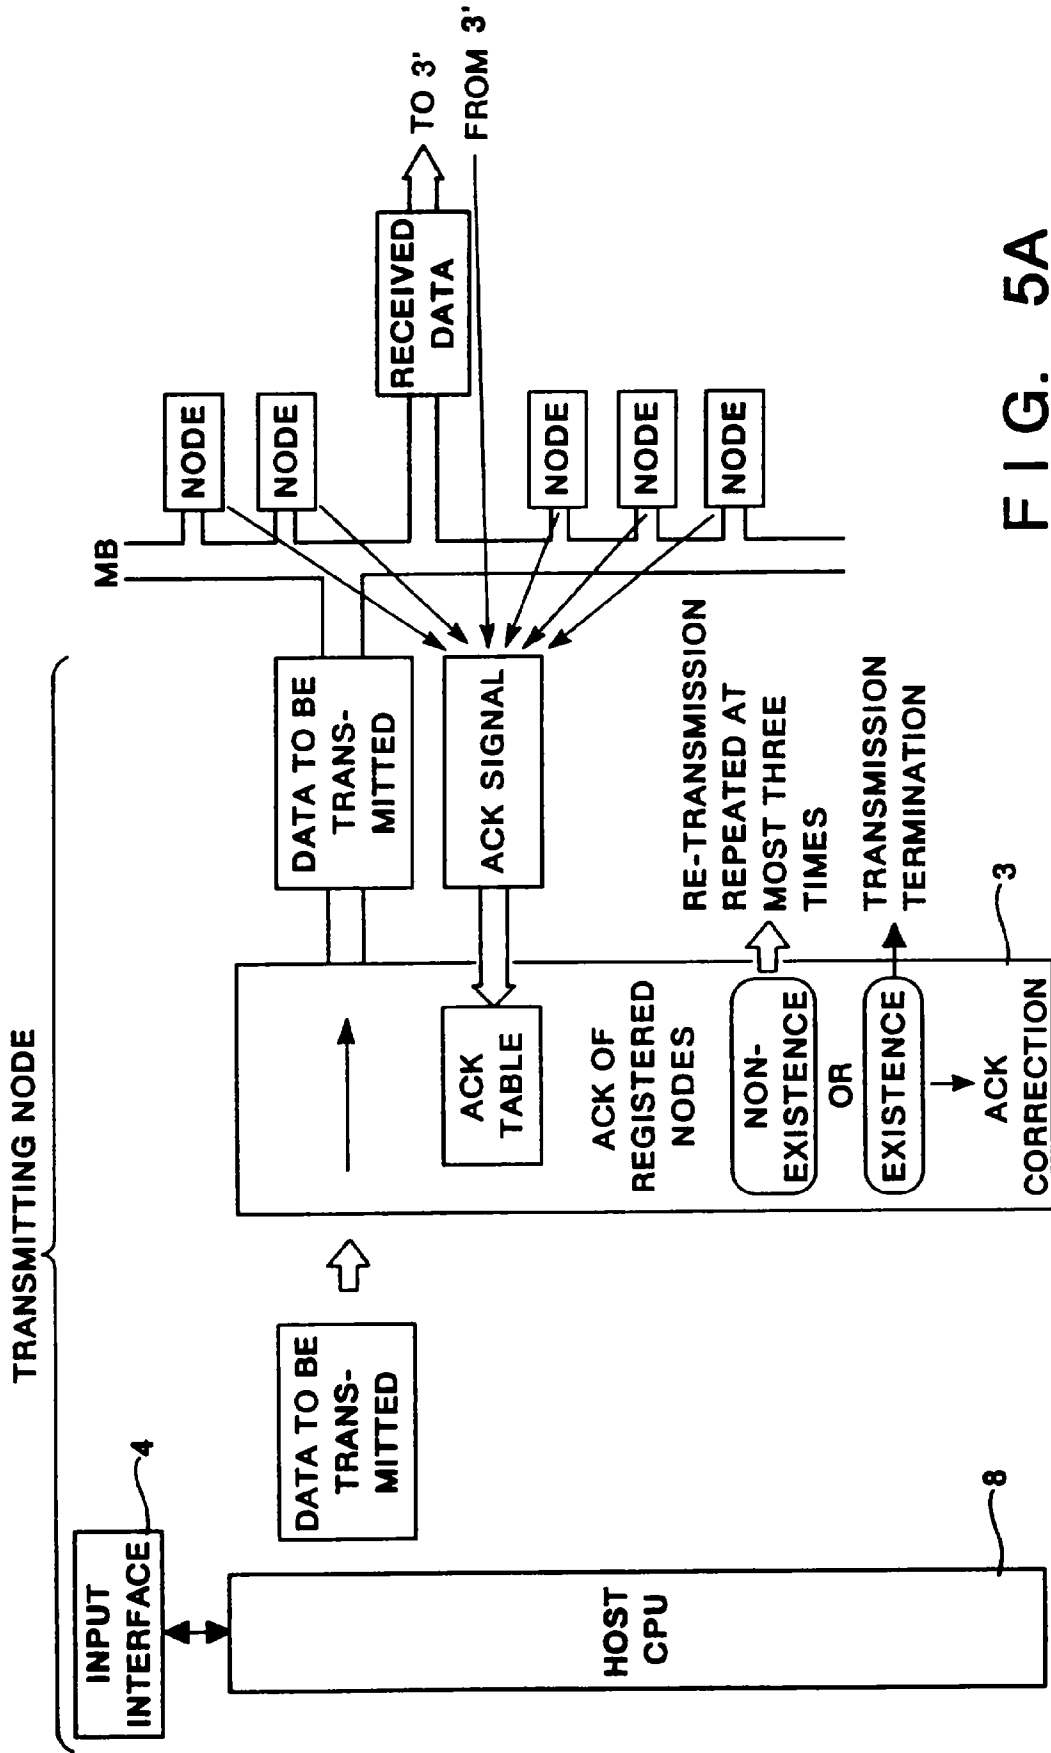 TRANSMITTING NODE
INPUT
INTERFACE
4
HOST
CPU
8
DATA TO BE
TRANS-
MITTED
DATA TO BE
TRANS-
MITTED
ACK
TABLE
ACK SIGNAL
ACK OF
REGISTERED
NODES
NON-
EXISTENCE
OR
EXISTENCE
ACK
CORRECTION
3
RE-TRANSMISSION
REPEATED AT
MOST THREE
TIMES
TRANSMISSION
TERMINATION
MB
NODE
NODE
RECEIVED
DATA
NODE
NODE
NODE
TO 3'
FROM 3'
FIG. 5A